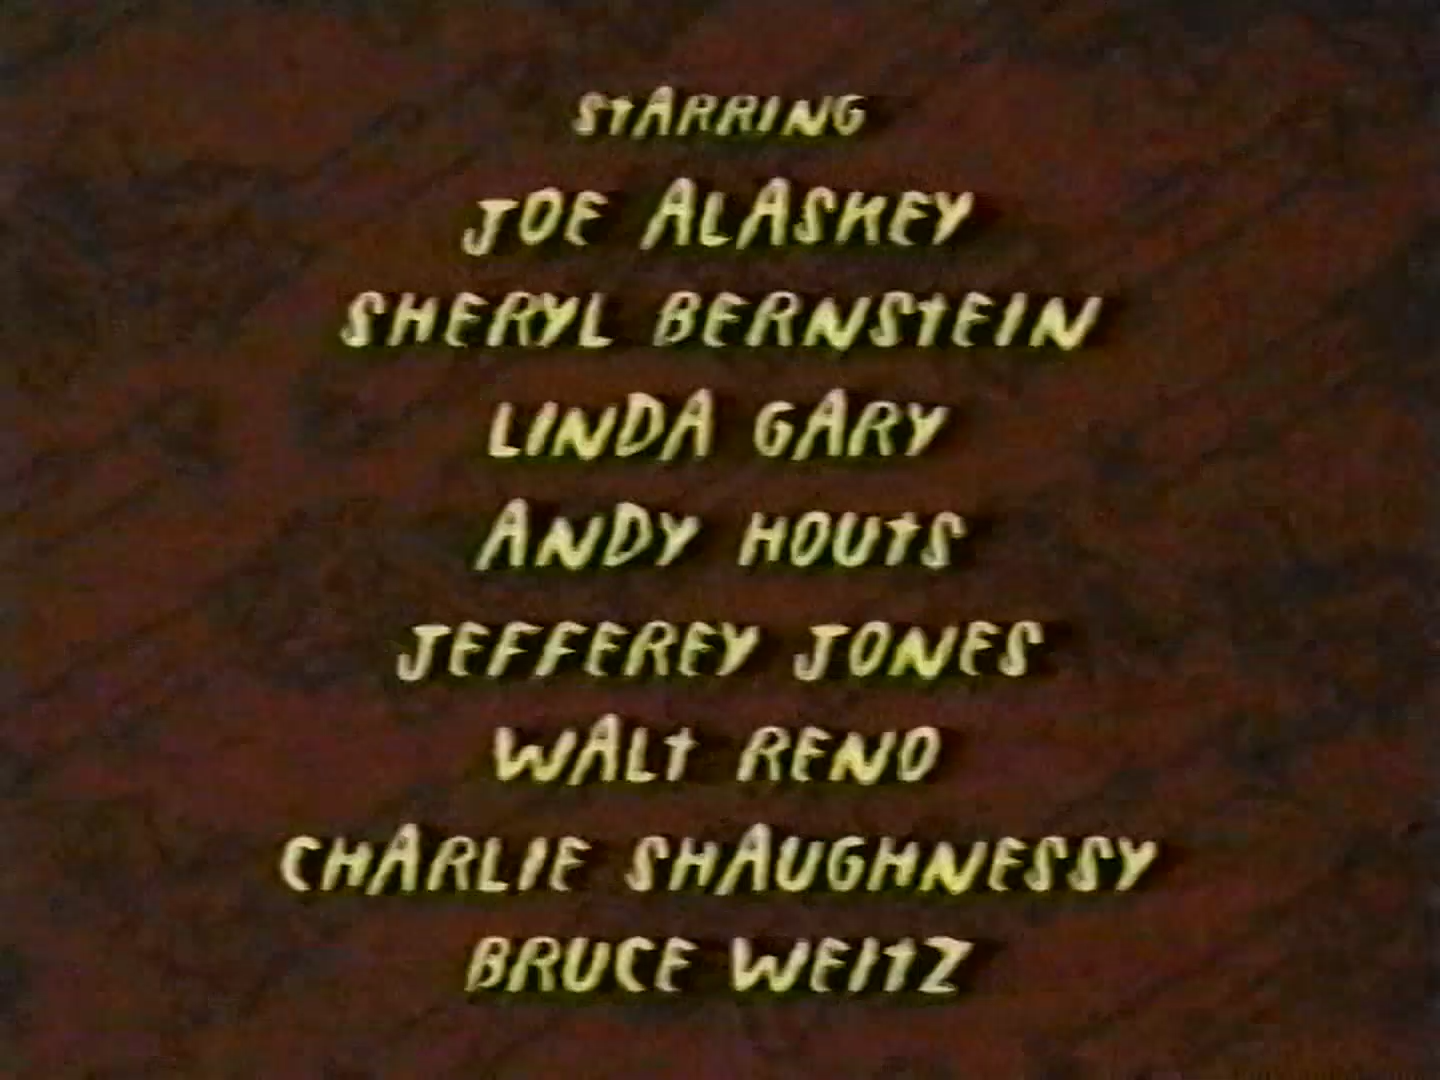 STARRING
JOE ALASKEY
SHERYL BERNSTEIN
LINDA GARY
ANDY HOUTS
JEFFEREY JONES
WALT RENO
CHARLIE SHAUGHNESSY
BRUCE WEITZ